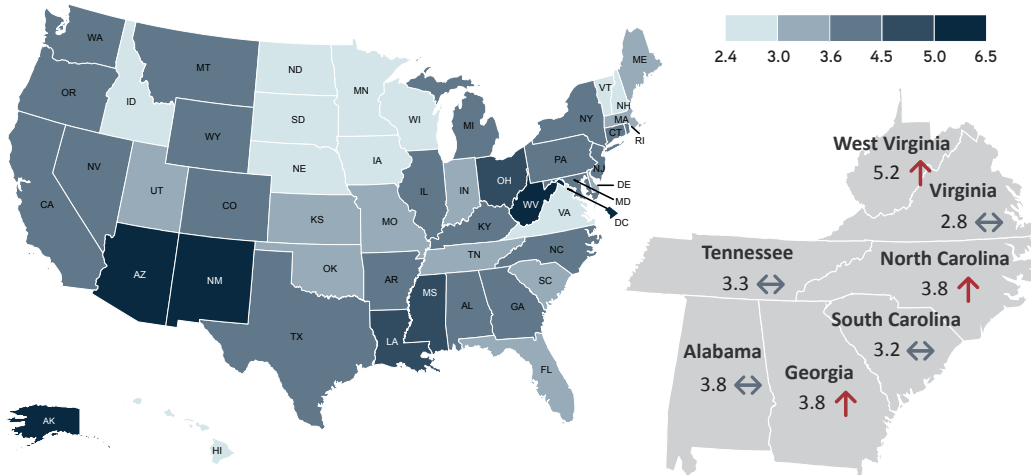 2.4 3.0 3.6 4.5 5.0 6.5
WA
MT
ND
MN
ME
VT
NH
OR
ID
SD
WI
NY
MA
CT
RI
WY
MI
NE
IA
PA
NJ
NV
UT
CO
IL
IN
OH
DE
MD
DC
CA
KS
MO
WV
VA
KY
AZ
NM
OK
AR
TN
NC
SC
MS
AL
GA
TX
LA
FL
AK
HI
West Virginia
5.2
Virginia
2.8
Tennessee
3.3
North Carolina
3.8
South Carolina
3.2
Alabama
3.8
Georgia
3.8